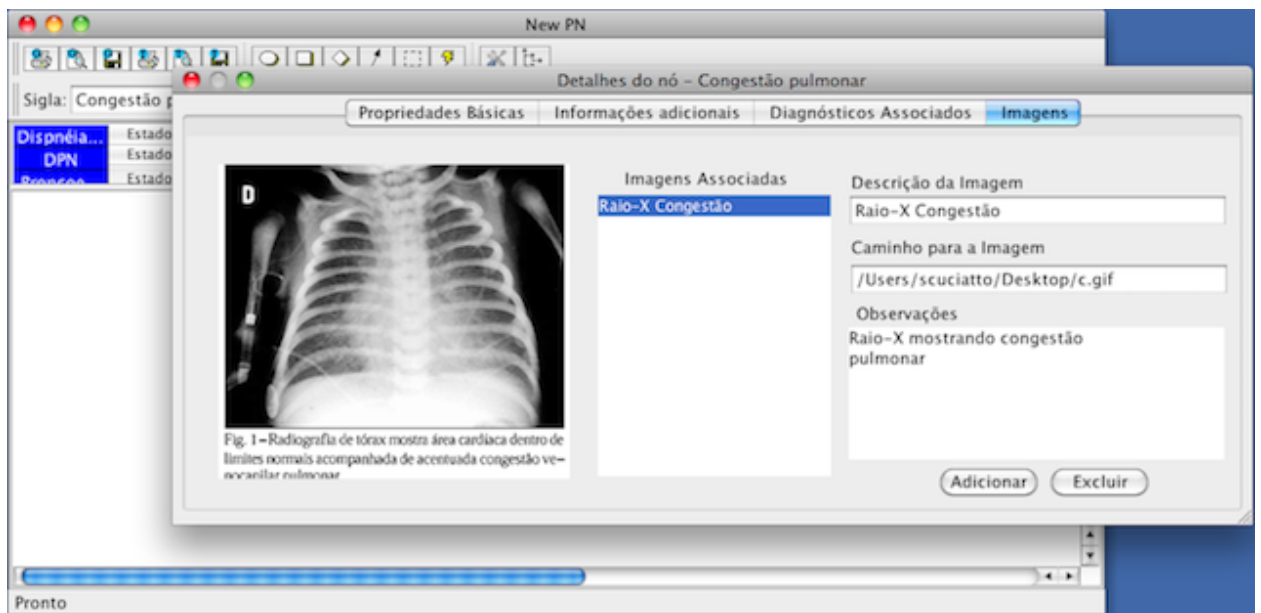 New PN
Detalhes do nó – Congestão pulmonar
Sigla: Congestão
Propriedades Básicas Informações adicionais Diagnósticos Associados Imagens
Dispnéia... Estado
DPN Estado
Estado
D
Fig. 1–Radiografia de tórax mostra área cardíaca dentro de
limites normais acompanhada de acentuada congestão ve–
nocapilar pulmonar
Imagens Associadas
Raio–X Congestão
Descrição da Imagem
Raio–X Congestão
Caminho para a Imagem
/Users/scuciatto/Desktop/c.gif
Observações
Raio–X mostrando congestão
pulmonar
Adicionar Excluir
Pronto